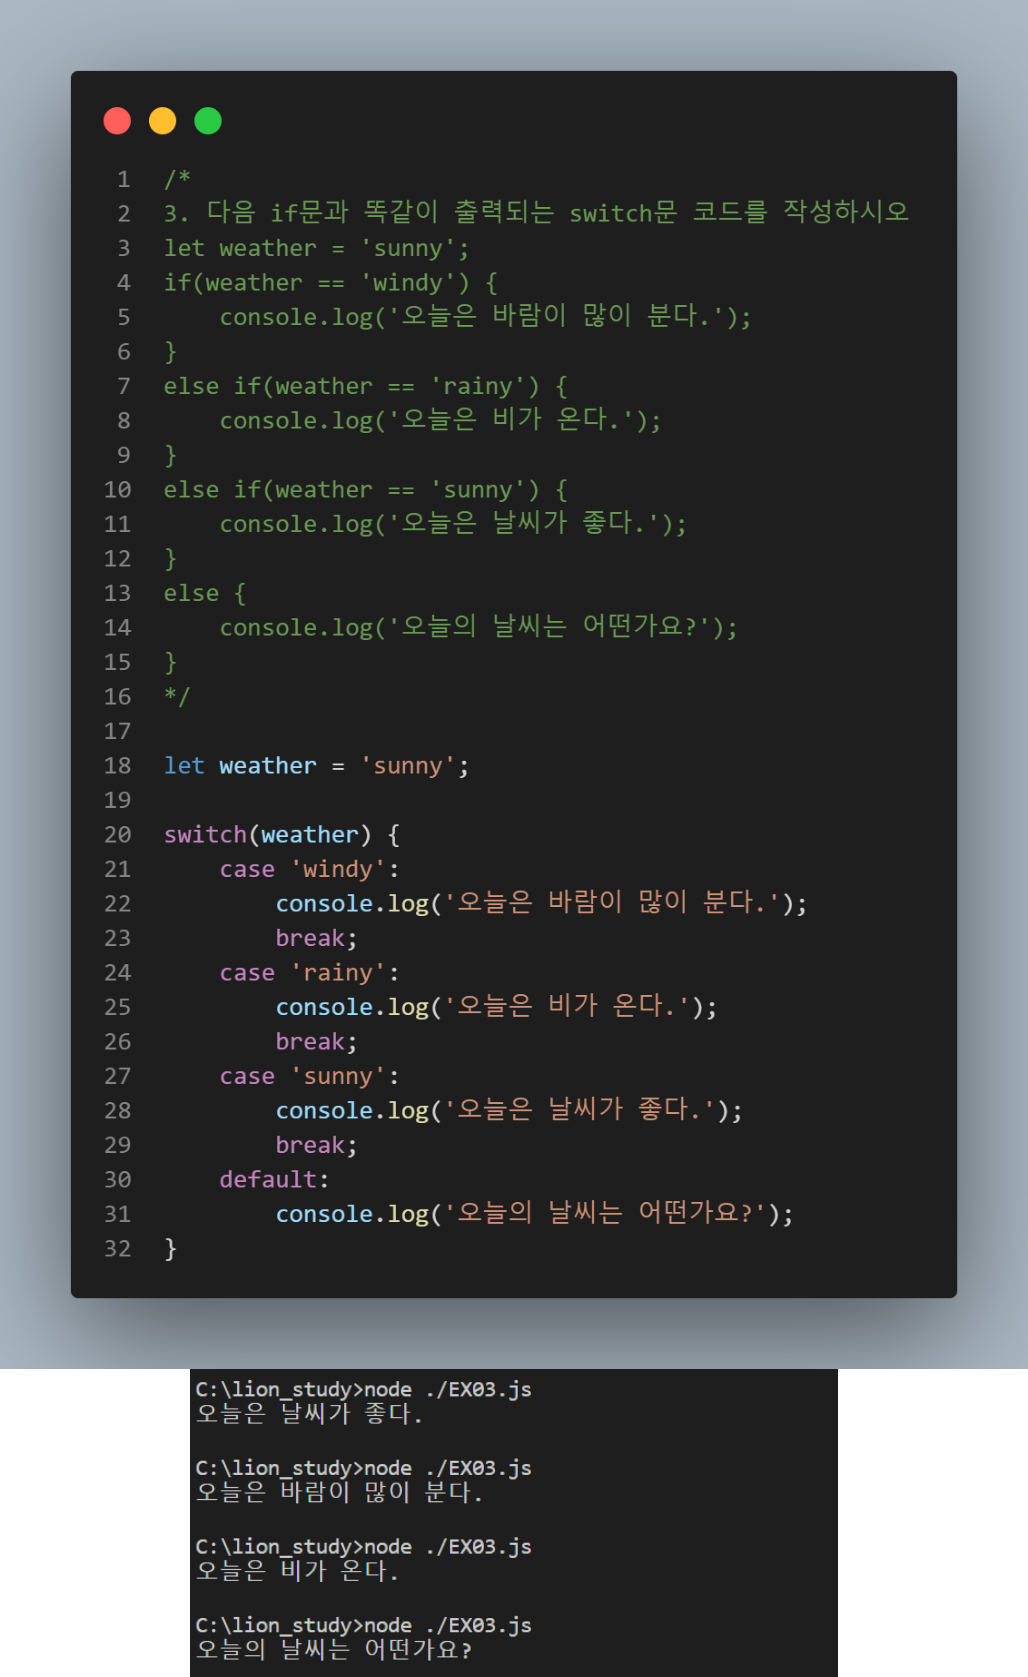 1 /*
2 3. 다음 if문과 똑같이 출력되는 switch문 코드를 작성하시오
3 let weather = 'sunny';
4 if(weather == 'windy') {
5     console.log('오늘은 바람이 많이 분다.');
6 }
7 else if(weather == 'rainy') {
8     console.log('오늘은 비가 온다.');
9 }
10 else if(weather == 'sunny') {
11     console.log('오늘은 날씨가 좋다.');
12 }
13 else {
14     console.log('오늘의 날씨는 어떤가요?');
15 }
16 */
17
18 let weather = 'sunny';
19
20 switch(weather) {
21     case 'windy':
22         console.log('오늘은 바람이 많이 분다.');
23         break;
24     case 'rainy':
25         console.log('오늘은 비가 온다.');
26         break;
27     case 'sunny':
28         console.log('오늘은 날씨가 좋다.');
29         break;
30     default:
31         console.log('오늘의 날씨는 어떤가요?');
32 }
C:\lion_study>node ./EX03.js
오늘은 날씨가 좋다.
C:\lion_study>node ./EX03.js
오늘은 바람이 많이 분다.
C:\lion_study>node ./EX03.js
오늘은 비가 온다.
C:\lion_study>node ./EX03.js
오늘의 날씨는 어떤가요?